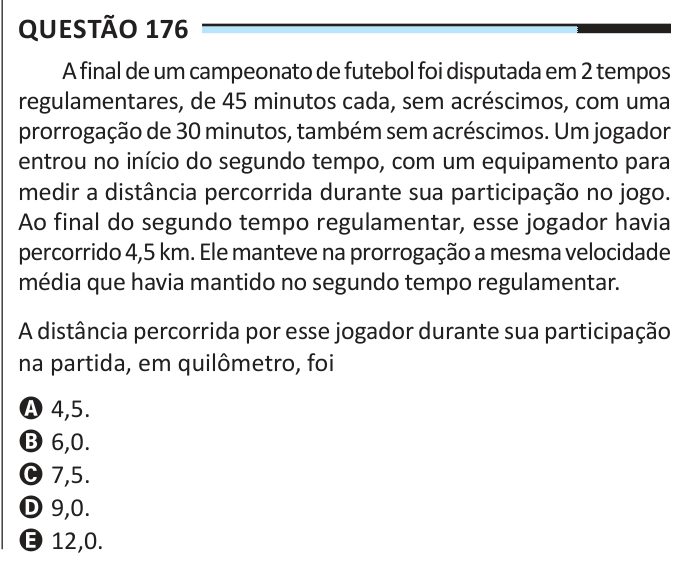 QUESTÃO 176
A final de um campeonato de futebol foi disputada em 2 tempos
regulamentares, de 45 minutos cada, sem acréscimos, com uma
prorrogação de 30 minutos, também sem acréscimos. Um jogador
entrou no início do segundo tempo, com um equipamento para
medir a distância percorrida durante sua participação no jogo.
Ao final do segundo tempo regulamentar, esse jogador havia
percorrido 4,5 km. Ele manteve na prorrogação a mesma velocidade
média que havia mantido no segundo tempo regulamentar.
A distância percorrida por esse jogador durante sua participação
na partida, em quilômetro, foi
A 4,5.
B 6,0.
C 7,5.
D 9,0.
E 12,0.